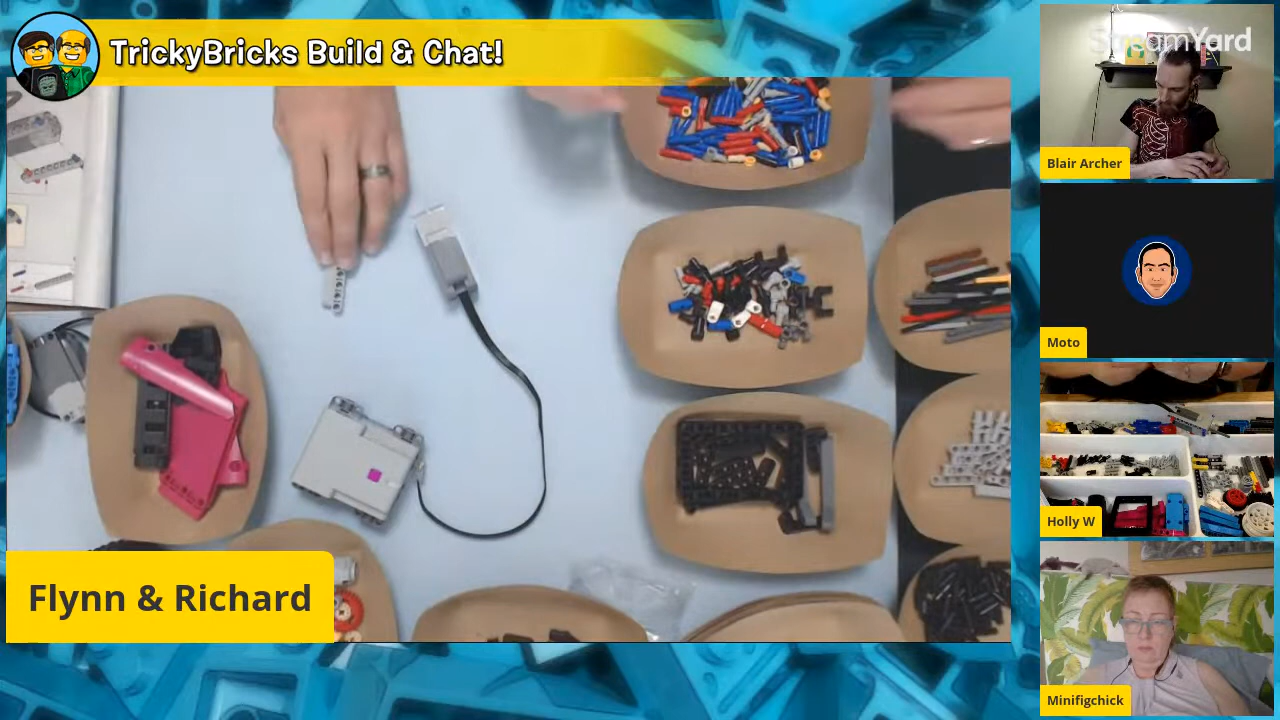 TrickyBricks Build & Chat!
StreamYard
Blair Archer
Moto
Holly W
Flynn & Richard
Minifigchick